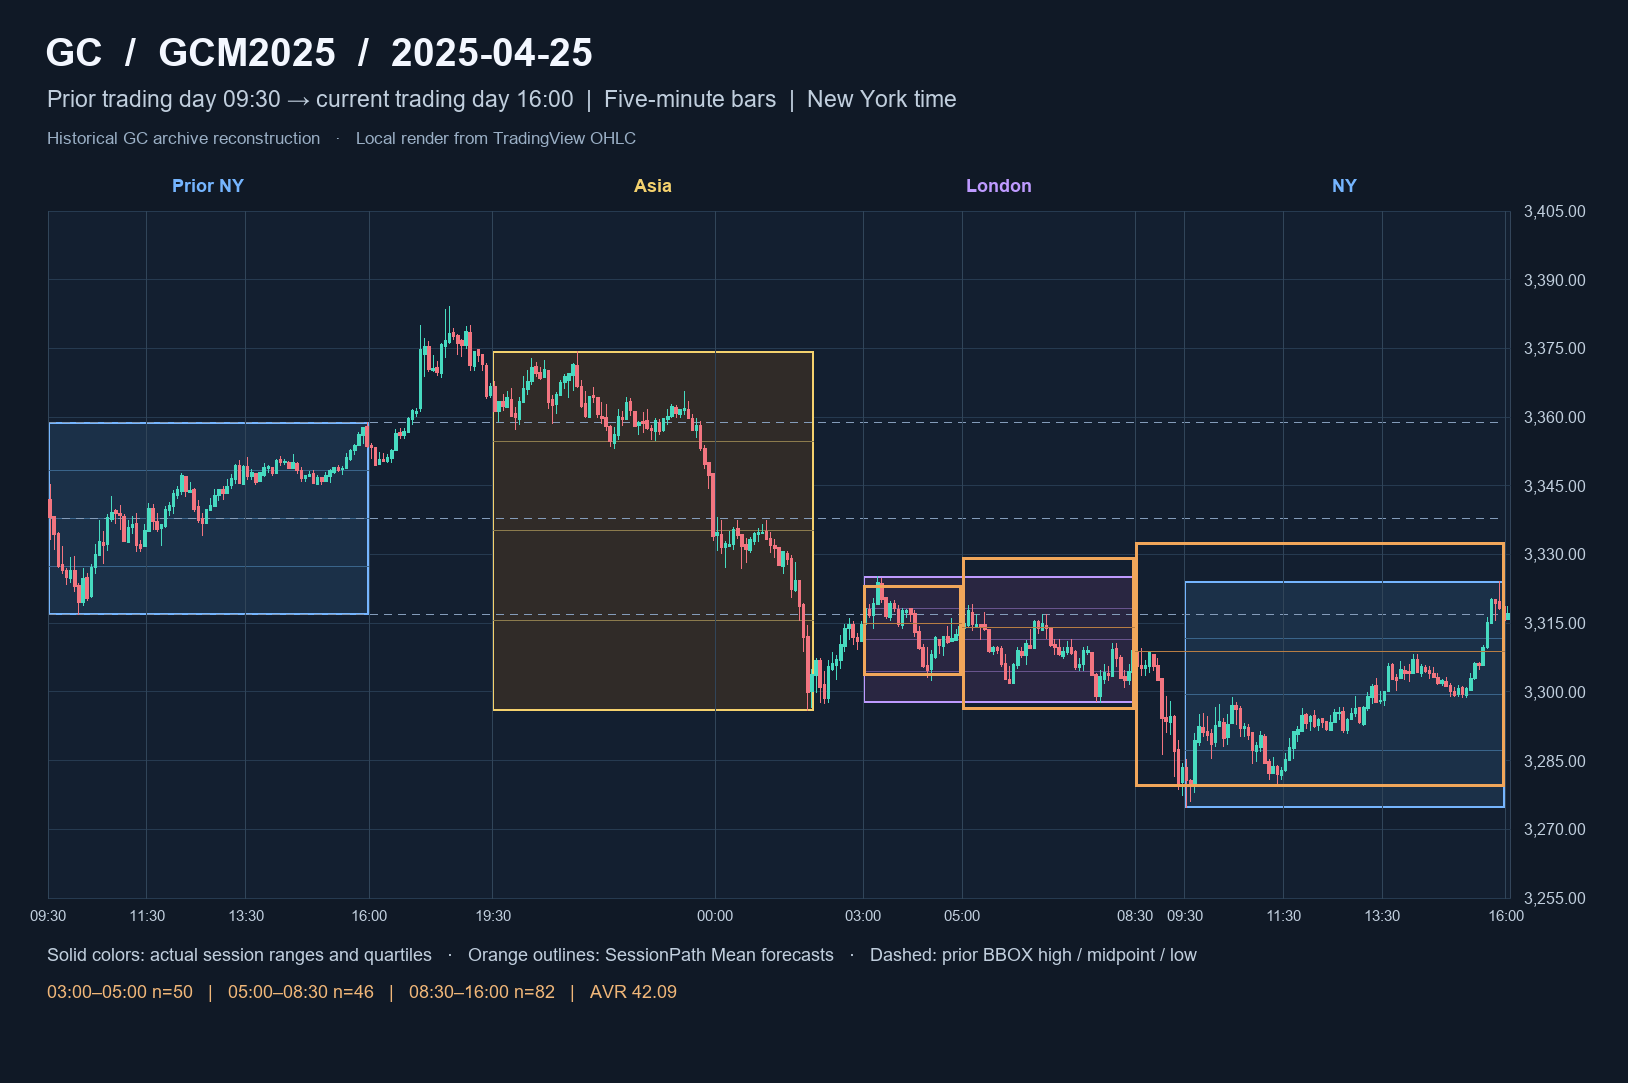 GC / GCM2025 / 2025-04-25
Prior trading day 09:30 → current trading day 16:00 | Five-minute bars | New York time
Historical GC archive reconstruction · Local render from TradingView OHLC
Prior NY
Asia
London
NY
3,405.00
3,390.00
3,375.00
3,360.00
3,345.00
3,330.00
3,315.00
3,300.00
3,285.00
3,270.00
3,255.00
09:30
11:30
13:30
16:00
19:30
00:00
03:00
05:00
08:30
09:30
11:30
13:30
16:00
Solid colors: actual session ranges and quartiles · Orange outlines: SessionPath Mean forecasts · Dashed: prior BBOX high / midpoint / low
03:00–05:00 n=50 | 05:00–08:30 n=46 | 08:30–16:00 n=82 | AVR 42.09